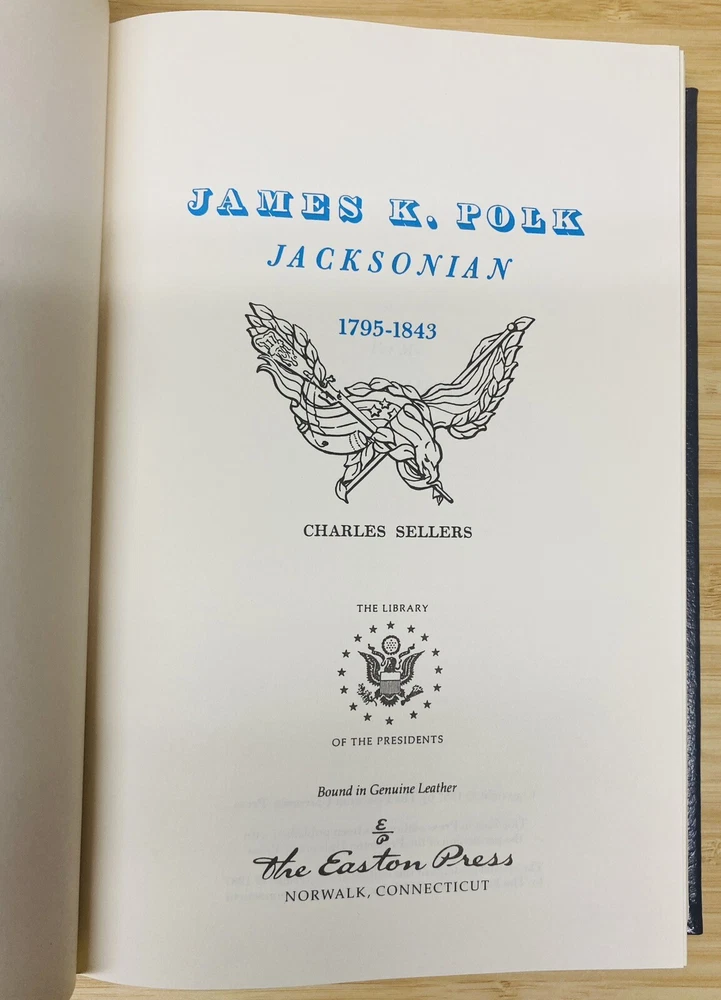 JAMES K. POLK
JACKSONIAN
1795-1843
CHARLES SELLERS
THE LIBRARY
OF THE PRESIDENTS
Bound in Genuine Leather
E
P
The Easton Press
NORWALK, CONNECTICUT